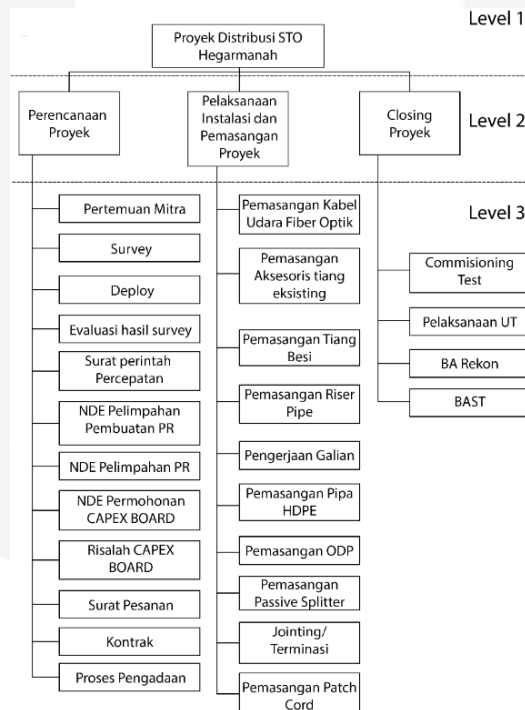 Level 1
Proyek Distribusi STO
Hegarmanah
Level 2
Perencanaan
Proyek
Pelaksanaan
Instalasi dan
Pemasangan
Proyek
Closing
Proyek
Level 3
Pertemuan Mitra
Survey
Deploy
Evaluasi hasil survey
Surat perintah
Percepatan
NDE Pelimpahan
Pembuatan PR
NDE Pelimpahan PR
NDE Permohonan
CAPEX BOARD
Risalah CAPEX
BOARD
Surat Pesanan
Kontrak
Proses Pengadaan
Pemasangan Kabel
Udara Fiber Optik
Pemasangan
Aksesoris tiang
eksisting
Pemasangan Tiang
Besi
Pemasangan Riser
Pipe
Pengerjaan Galian
Pemasangan Pipa
HDPE
Pemasangan ODP
Pemasangan
Passive Splitter
Jointing/
Terminasi
Pemasangan Patch
Cord
Commisioning
Test
Pelaksanaan UT
BA Rekon
BAST